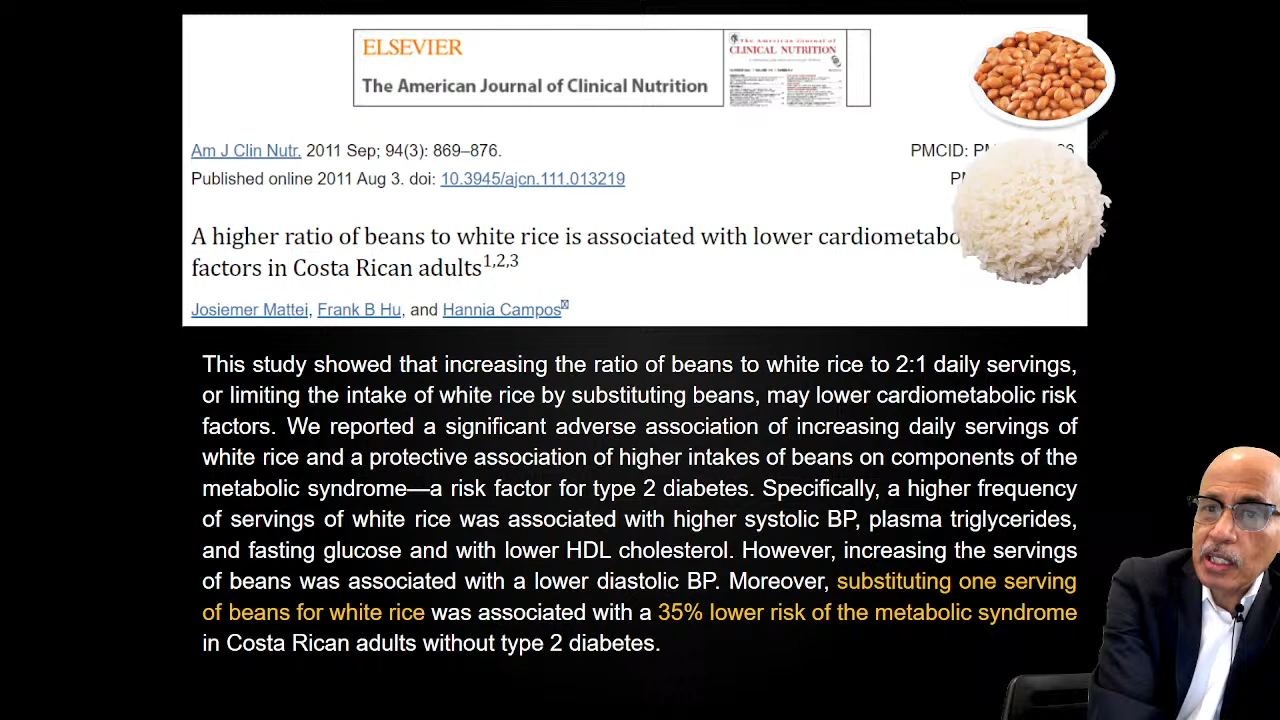 ELSEVIER
The American Journal of Clinical Nutrition
The American Journal of
CLINICAL NUTRITION
Am J Clin Nutr. 2011 Sep; 94(3): 869–876.
PMCID:
Published online 2011 Aug 3. doi: 10.3945/ajcn.111.013219
A higher ratio of beans to white rice is associated with lower cardiometabo
factors in Costa Rican adults1,2,3
Josiemer Mattei, Frank B Hu, and Hannia Campos
This study showed that increasing the ratio of beans to white rice to 2:1 daily servings,
or limiting the intake of white rice by substituting beans, may lower cardiometabolic risk
factors. We reported a significant adverse association of increasing daily servings of
white rice and a protective association of higher intakes of beans on components of the
metabolic syndrome—a risk factor for type 2 diabetes. Specifically, a higher frequency
of servings of white rice was associated with higher systolic BP, plasma triglycerides,
and fasting glucose and with lower HDL cholesterol. However, increasing the servings
of beans was associated with a lower diastolic BP. Moreover, substituting one serving
of beans for white rice was associated with a 35% lower risk of the metabolic syndrome
in Costa Rican adults without type 2 diabetes.